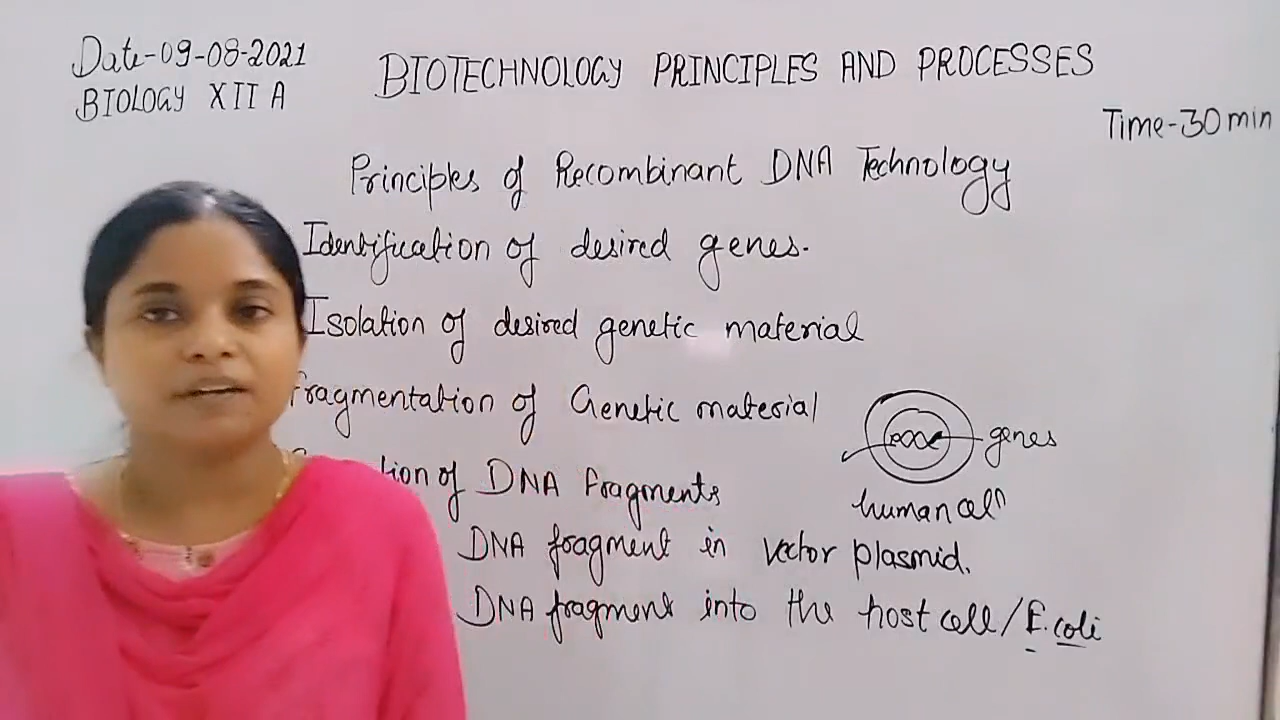 Date-09-08-2021
BIOLOGY XII A
BIOTECHNOLOGY PRINCIPLES AND PROCESSES
Time-30 min
Principles of Recombinant DNA Technology
Identification of desired genes.
Isolation of desired genetic material
Fragmentation of Genetic material
genes
human cell
of DNA Fragments
DNA fragment in vector plasmid.
DNA fragment into the host cell/E.coli